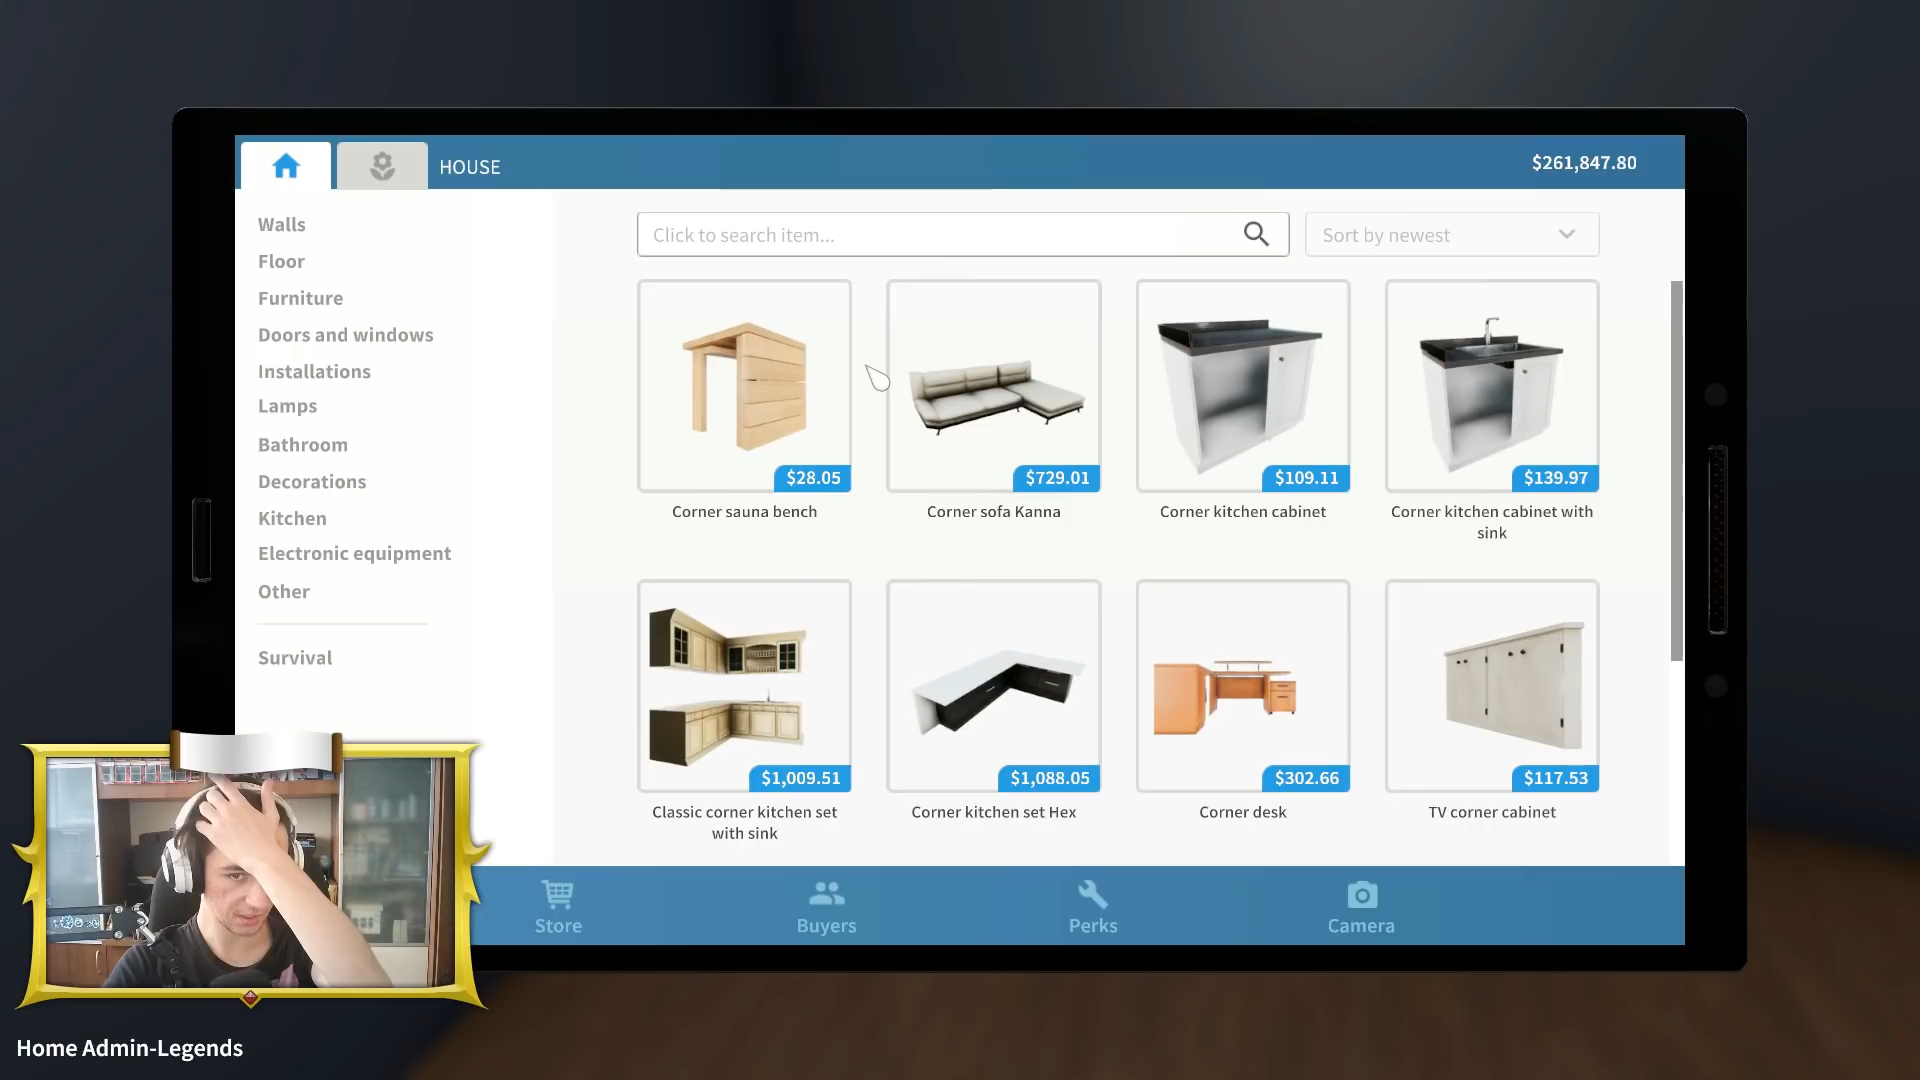 HOUSE
$261,847.80
Walls
Floor
Furniture
Doors and windows
Installations
Lamps
Bathroom
Decorations
Kitchen
Electronic equipment
Other
Survival
Click to search item...
Sort by newest
$28.05
$729.01
$109.11
$139.97
Corner sauna bench
Corner sofa Kanna
Corner kitchen cabinet
Corner kitchen cabinet with
sink
$1,009.51
$1,088.05
$302.66
$117.53
Classic corner kitchen set
with sink
Corner kitchen set Hex
Corner desk
TV corner cabinet
Store
Buyers
Perks
Camera
Home Admin-Legends